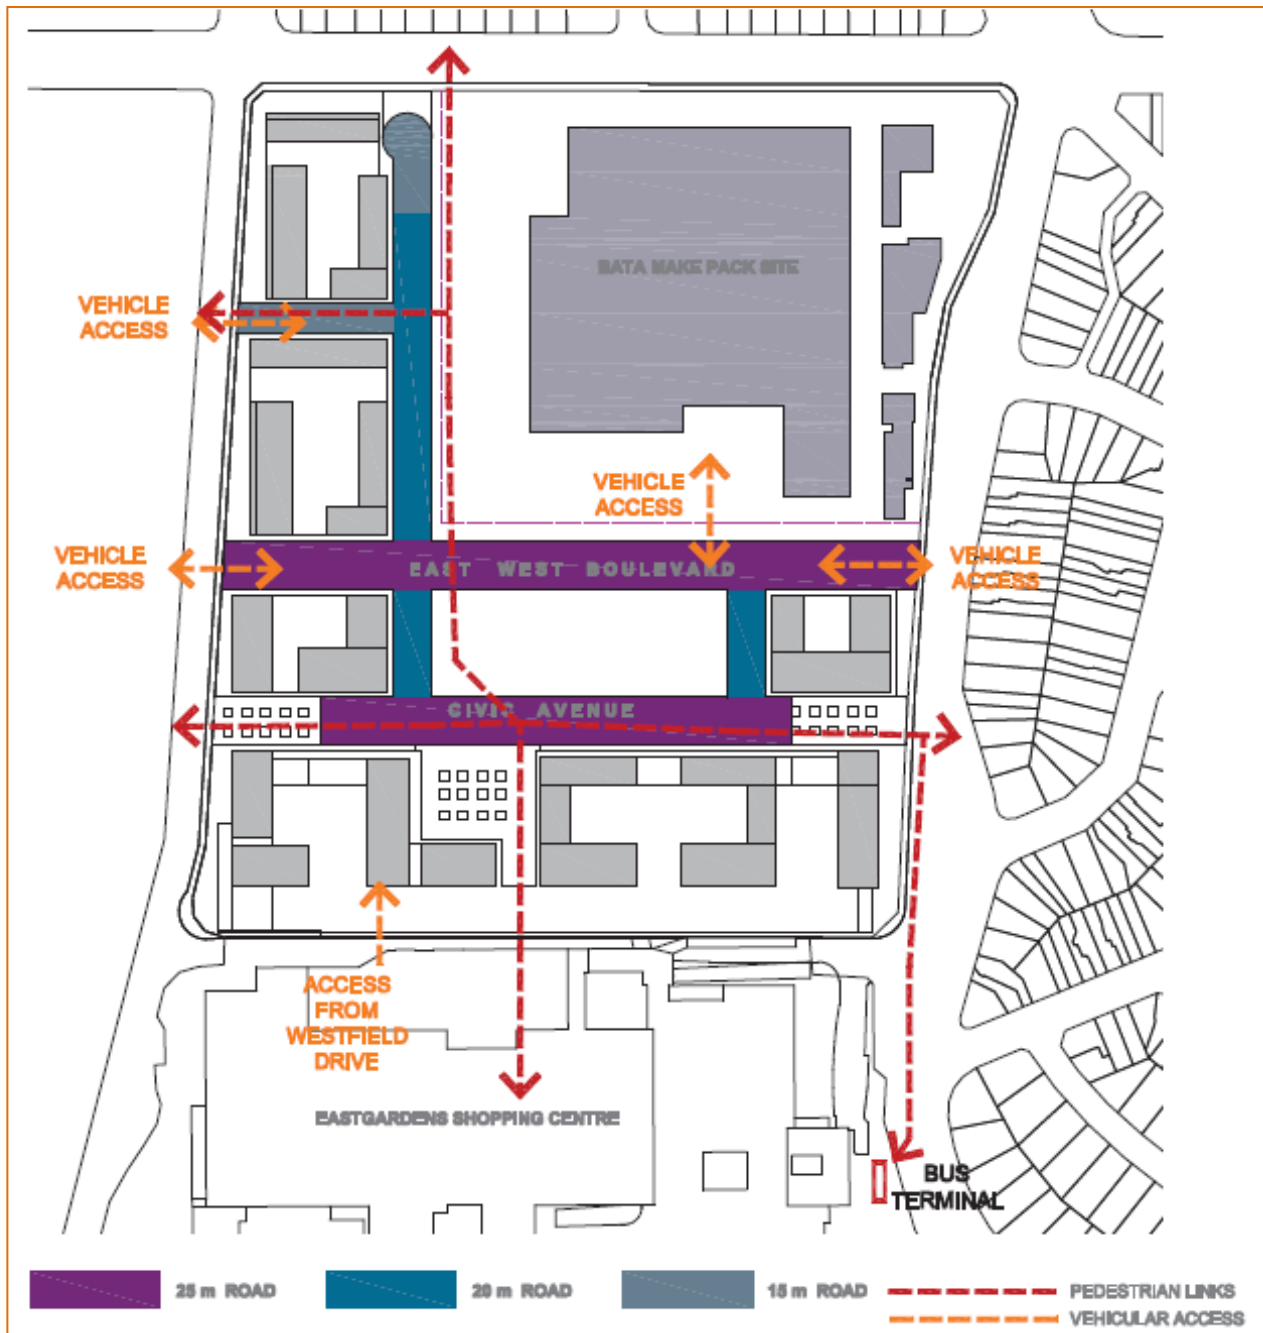 BATA MAKE PACK SITE
VEHICLE
ACCESS
VEHICLE
ACCESS
VEHICLE
ACCESS
EAST WEST BOULEVARD
VEHICLE
ACCESS
CIVIC AVENUE
ACCESS
FROM
WESTFIELD
DRIVE
EASTGARDENS SHOPPING CENTRE
BUS
TERMINAL
25 m ROAD
20 m ROAD
15 m ROAD
PEDESTRIAN LINKS
VEHICULAR ACCESS